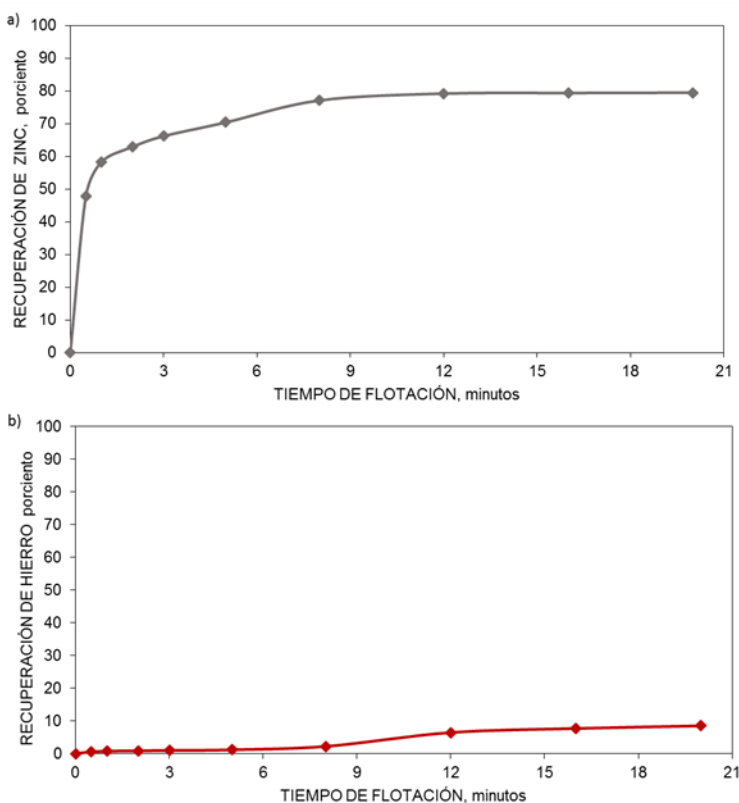 a)
RECUPERACIÓN DE ZINC, porciento
100
90
80
70
60
50
40
30
20
10
0
0 3 6 9 12 15 18 21
TIEMPO DE FLOTACIÓN, minutos
b)
RECUPERACIÓN DE HIERRO porciento
100
90
80
70
60
50
40
30
20
10
0
0 3 6 9 12 15 18 21
TIEMPO DE FLOTACIÓN, minutos